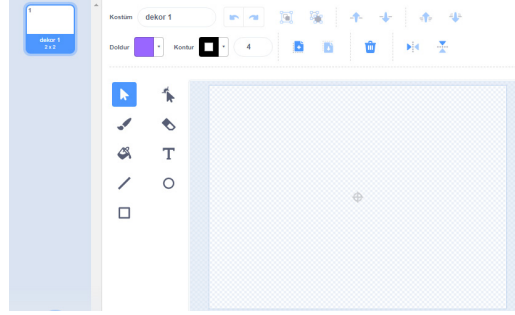 1
dekor 1
2 x 2
Kostüm dekor 1
Doldur Kontur 4
T